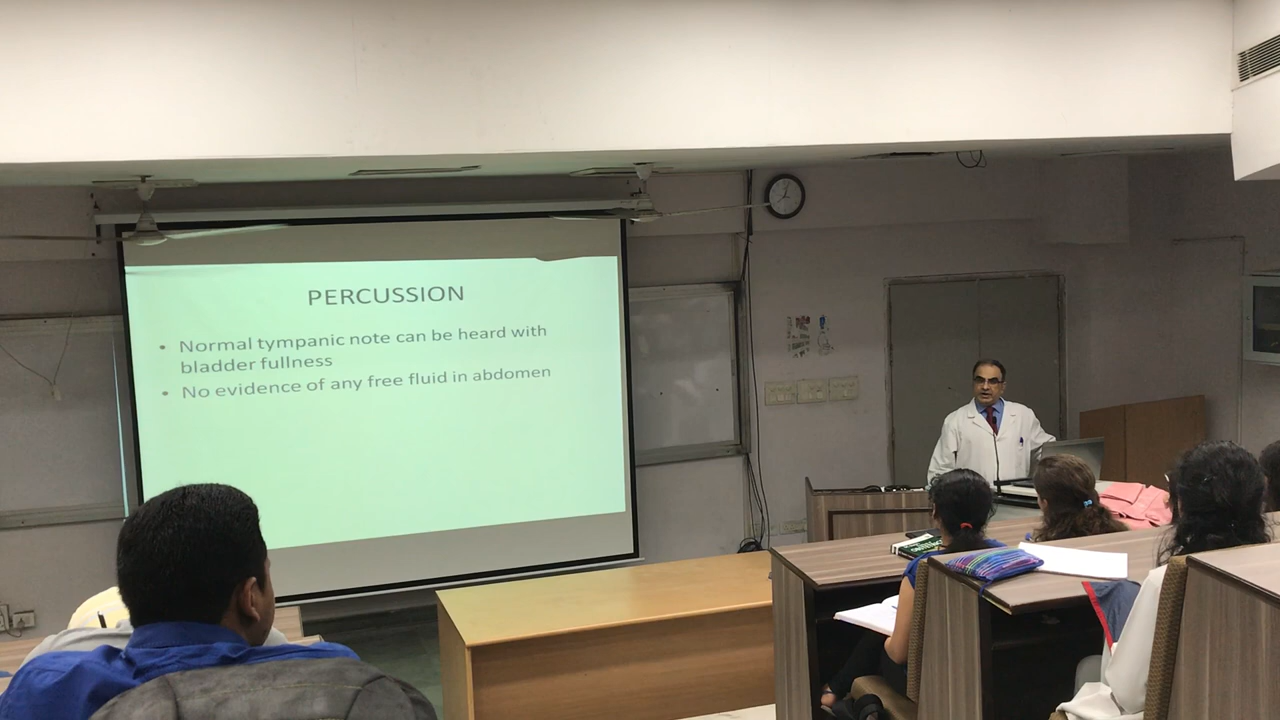 PERCUSSION
• Normal tympanic note can be heard with
bladder fullness
• No evidence of any free fluid in abdomen